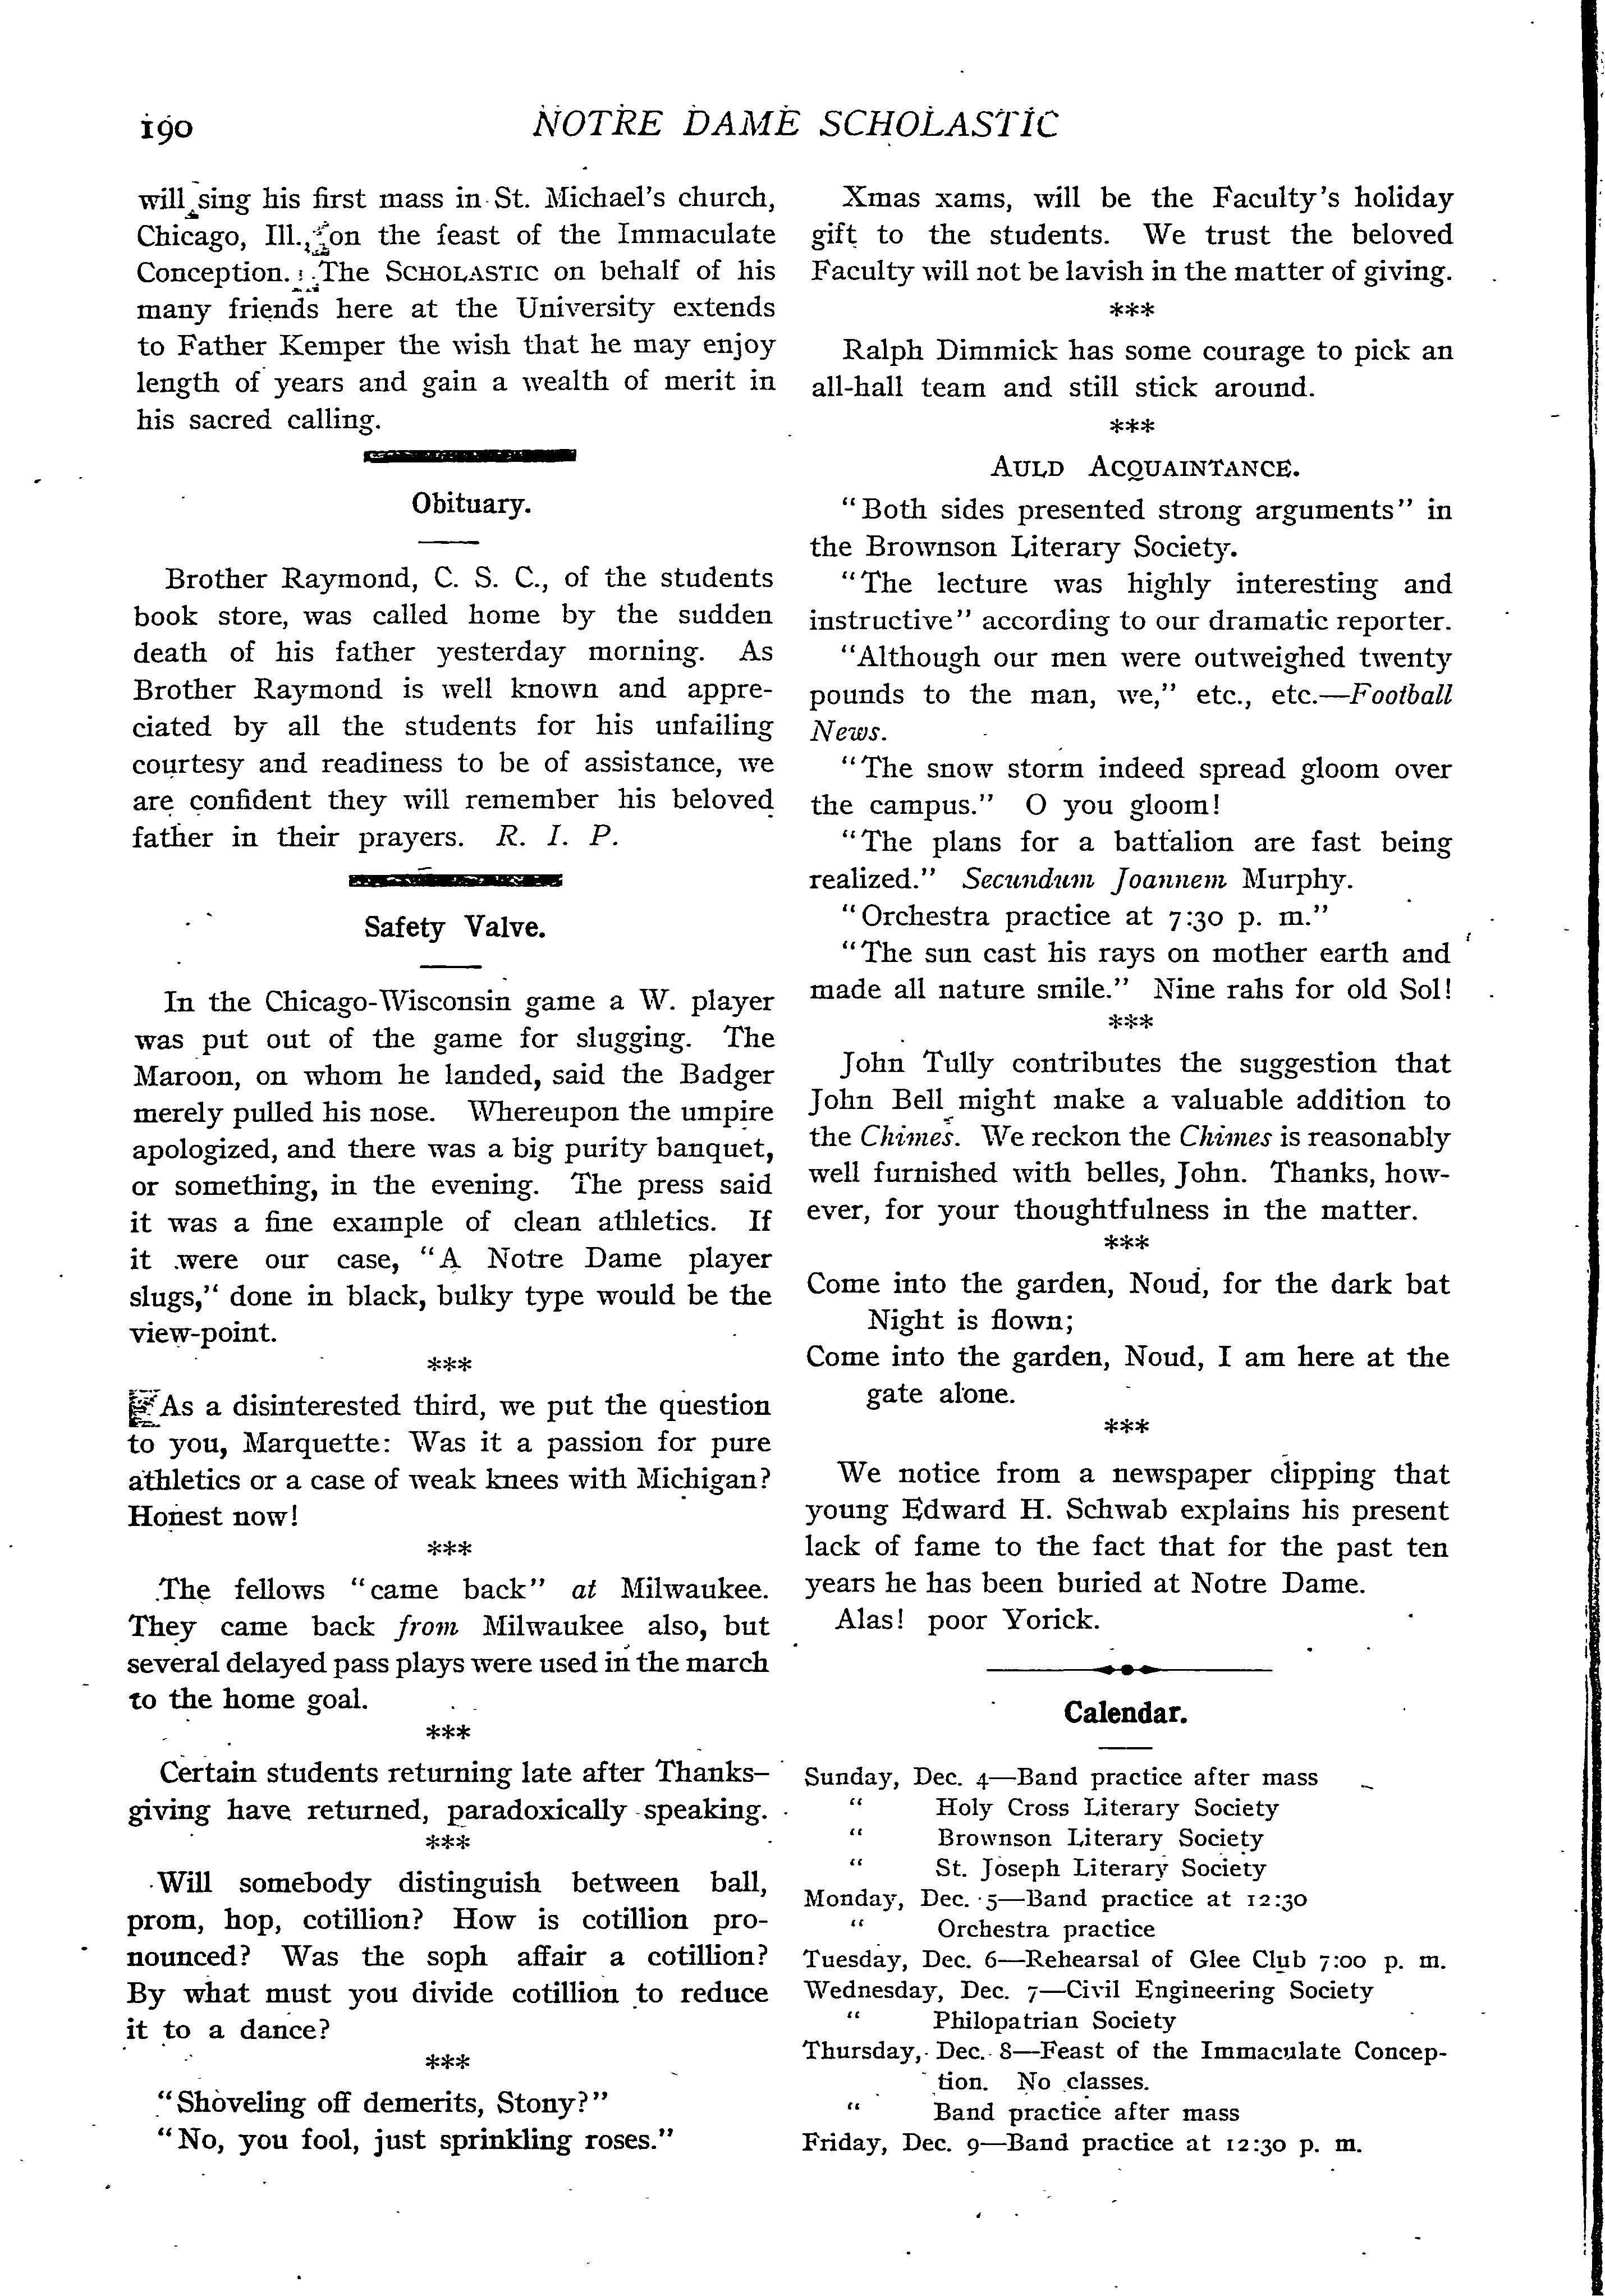 190
NOTRE DAME SCHOLASTIC
will sing his first mass in St. Michael's church,
Chicago, Ill., on the feast of the Immaculate
Conception. The SCHOLASTIC on behalf of his
many friends here at the University extends
to Father Kemper the wish that he may enjoy
length of years and gain a wealth of merit in
his sacred calling.
Obituary.
Brother Raymond, C. S. C., of the students
book store, was called home by the sudden
death of his father yesterday morning. As
Brother Raymond is well known and appre-
ciated by all the students for his unfailing
courtesy and readiness to be of assistance, we
are confident they will remember his beloved
father in their prayers. R. I. P.
Safety Valve.
In the Chicago-Wisconsin game a W. player
was put out of the game for slugging. The
Maroon, on whom he landed, said the Badger
merely pulled his nose. Whereupon the umpire
apologized, and there was a big purity banquet,
or something, in the evening. The press said
it was a fine example of clean athletics. If
it were our case, "A Notre Dame player
slugs," done in black, bulky type would be the
view-point.
***
As a disinterested third, we put the question
to you, Marquette: Was it a passion for pure
athletics or a case of weak knees with Michigan?
Honest now!
***
The fellows "came back" at Milwaukee.
They came back from Milwaukee also, but
several delayed pass plays were used in the march
to the home goal.
***
Certain students returning late after Thanks-
giving have returned, paradoxically speaking.
***
Will somebody distinguish between ball,
prom, hop, cotillion? How is cotillion pro-
nounced? Was the soph affair a cotillion?
By what must you divide cotillion to reduce
it to a dance?
***
"Shoveling off demerits, Stony?"
"No, you fool, just sprinkling roses."
Xmas xams, will be the Faculty's holiday
gift to the students. We trust the beloved
Faculty will not be lavish in the matter of giving.
***
Ralph Dimmick has some courage to pick an
all-hall team and still stick around.
***
AULD ACQUAINTANCE.
"Both sides presented strong arguments" in
the Brownson Literary Society.
"The lecture was highly interesting and
instructive" according to our dramatic reporter.
"Although our men were outweighed twenty
pounds to the man, we," etc., etc.—Football
News.
"The snow storm indeed spread gloom over
the campus." O you gloom!
"The plans for a battalion are fast being
realized." Secundum Joannem Murphy.
"Orchestra practice at 7:30 p. m."
"The sun cast his rays on mother earth and
made all nature smile." Nine rahs for old Sol!
***
John Tully contributes the suggestion that
John Bell might make a valuable addition to
the Chimes. We reckon the Chimes is reasonably
well furnished with belles, John. Thanks, how-
ever, for your thoughtfulness in the matter.
***
Come into the garden, Noud, for the dark bat
Night is flown;
Come into the garden, Noud, I am here at the
gate alone.
***
We notice from a newspaper clipping that
young Edward H. Schwab explains his present
lack of fame to the fact that for the past ten
years he has been buried at Notre Dame.
Alas! poor Yorick.
Calendar.
Sunday, Dec. 4—Band practice after mass
" Holy Cross Literary Society
" Brownson Literary Society
" St. Joseph Literary Society
Monday, Dec. 5—Band practice at 12:30
" Orchestra practice
Tuesday, Dec. 6—Rehearsal of Glee Club 7:00 p. m.
Wednesday, Dec. 7—Civil Engineering Society
" Philopatrian Society
Thursday, Dec. 8—Feast of the Immaculate Concep-
tion. No classes.
" Band practice after mass
Friday, Dec. 9—Band practice at 12:30 p. m.